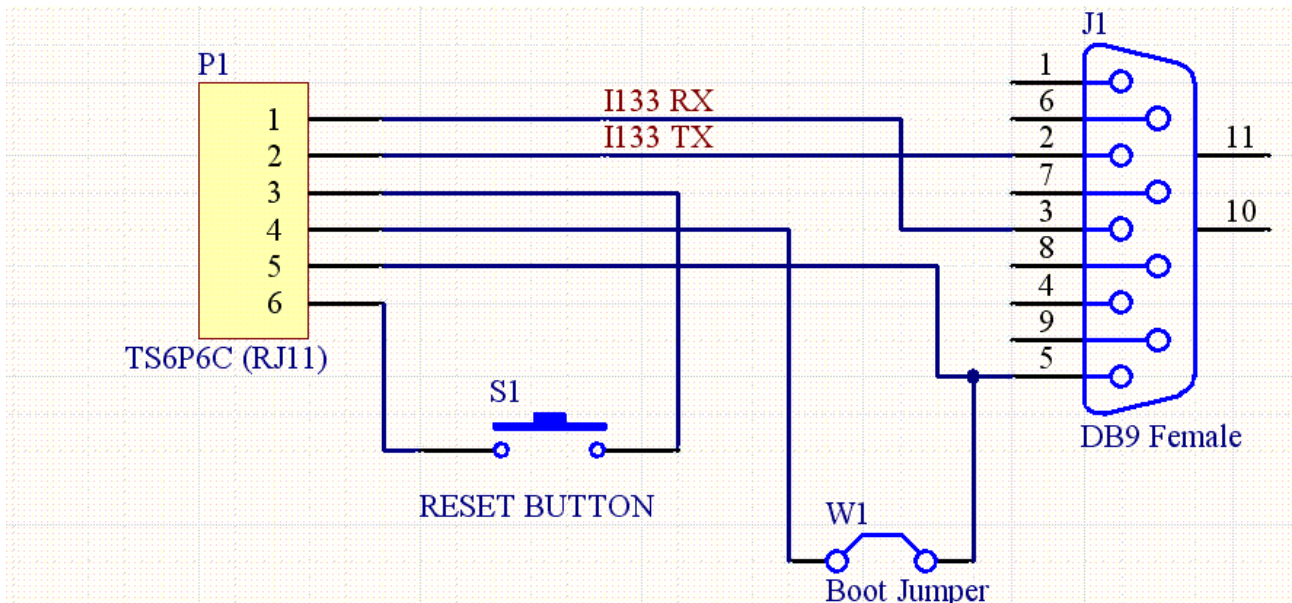 J1
P1
1
6
2
7
3
8
4
9
5
11
10
I133 RX
I133 TX
1
2
3
4
5
6
TS6P6C (RJ11)
S1
RESET BUTTON
DB9 Female
W1
Boot Jumper